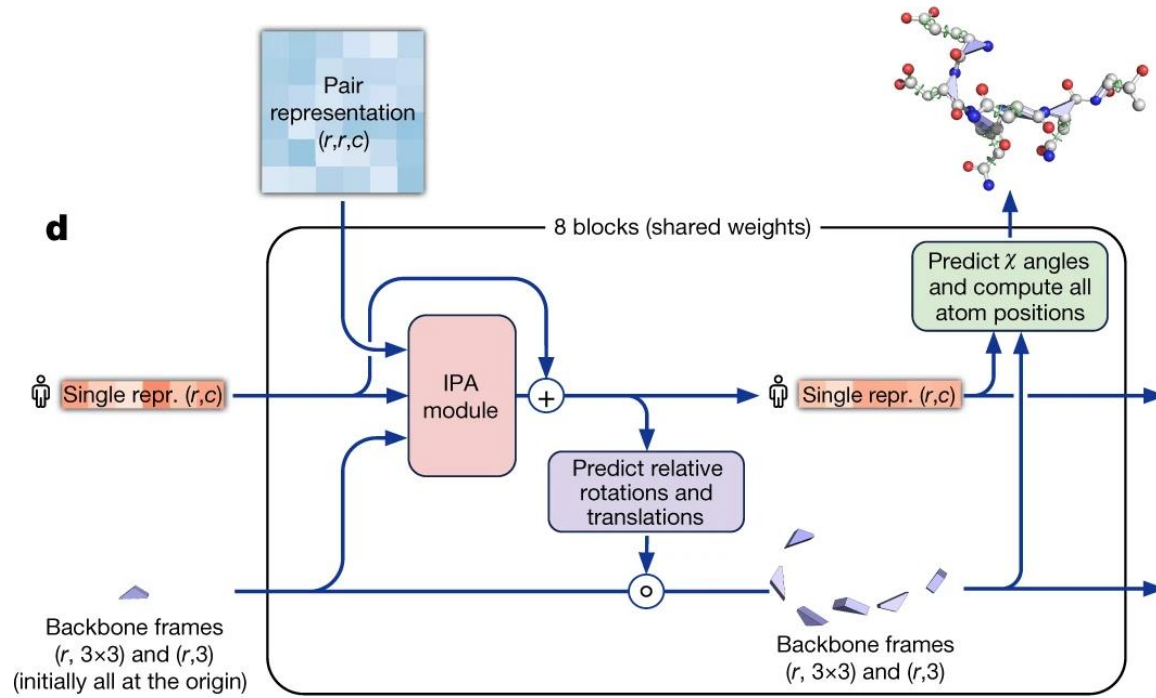 Pair
representation
(r,r,c)
d
8 blocks (shared weights)
Predict χ angles
and compute all
atom positions
IPA
module
Single repr. (r,c)
+
Single repr. (r,c)
Predict relative
rotations and
translations
Backbone frames
(r, 3×3) and (r,3)
(initially all at the origin)
Backbone frames
(r, 3×3) and (r,3)